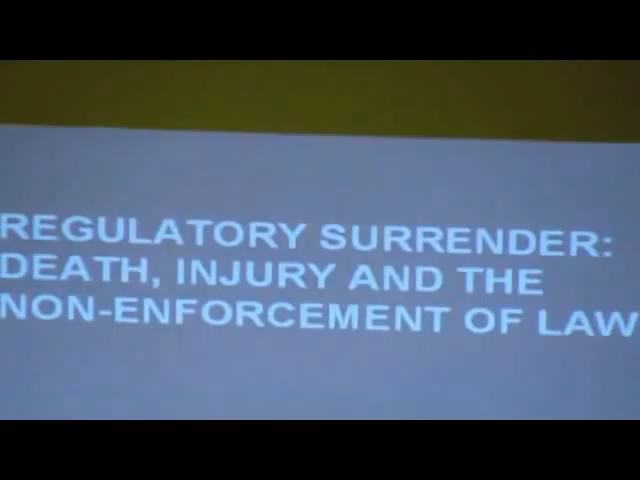 REGULATORY SURRENDER:
DEATH, INJURY AND THE
NON-ENFORCEMENT OF LAW